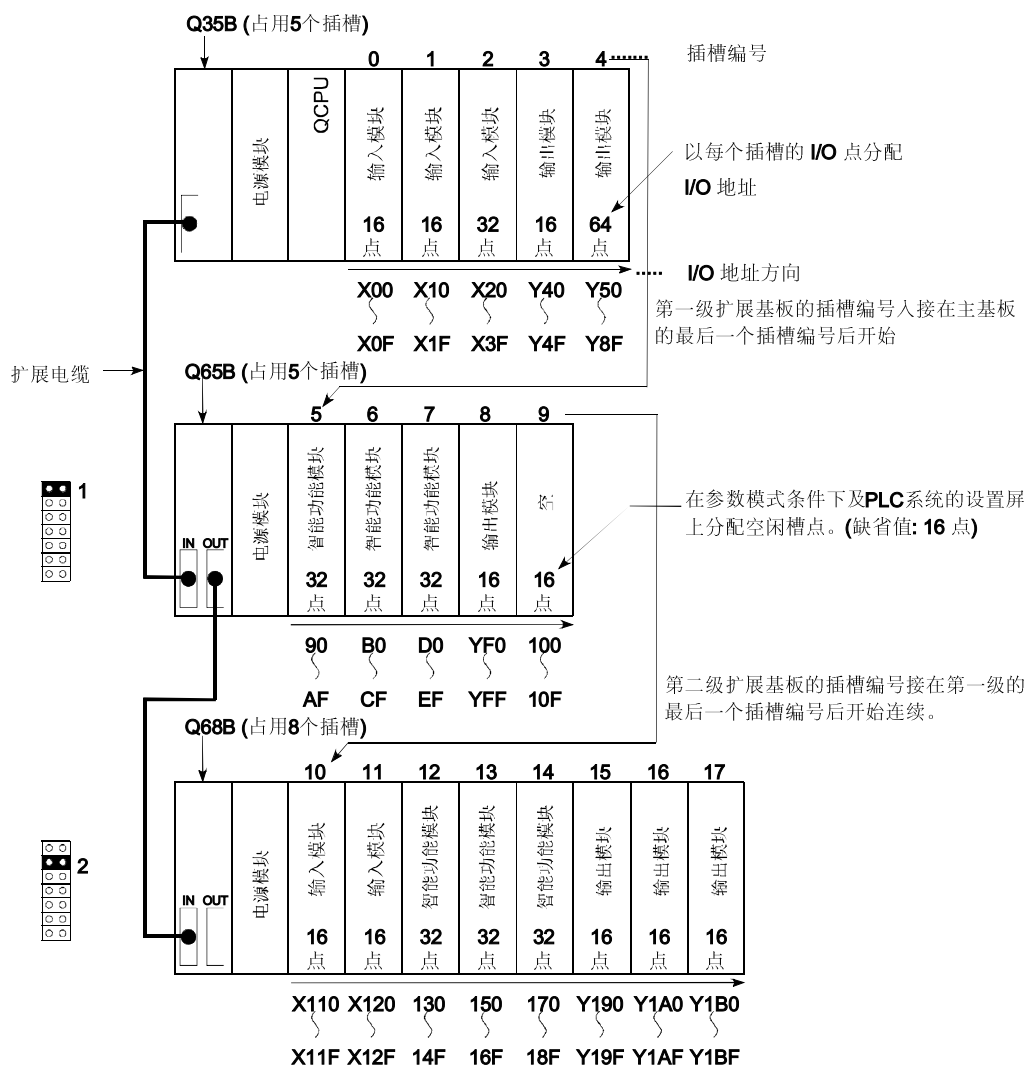 Q35B (占用5个插槽)
0 1 2 3 4
插槽编号
电源模块
QCPU
输入模块
输入模块
输入模块
输出模块
输出模块
16 16 32 16 64
点 点 点 点 点
以每个插槽的 I/O 点分配
I/O 地址
I/O 地址方向
X00 X10 X20 Y40 Y50
X0F X1F X3F Y4F Y8F
第一级扩展基板的插槽编号入接在主基板
的最后一个插槽编号后开始
扩展电缆
Q65B (占用5个插槽)
5 6 7 8 9
1
IN OUT
电源模块
智能功能模块
智能功能模块
智能功能模块
输出模块
空
32 32 32 16 16
点 点 点 点 点
在参数模式条件下及PLC系统的设置屏
上分配空闲槽点。(缺省值: 16 点)
90 B0 D0 YF0 100
AF CF EF YFF 10F
第二级扩展基板的插槽编号接在第一级的
最后一个插槽编号后开始连续。
Q68B (占用8个插槽)
10 11 12 13 14 15 16 17
2
IN OUT
电源模块
输入模块
输入模块
智能功能模块
智能功能模块
智能功能模块
输出模块
输出模块
输出模块
16 16 32 32 32 16 16 16
点 点 点 点 点 点 点 点
X110 X120 130 150 170 Y190 Y1A0 Y1B0
X11F X12F 14F 16F 18F Y19F Y1AF Y1BF